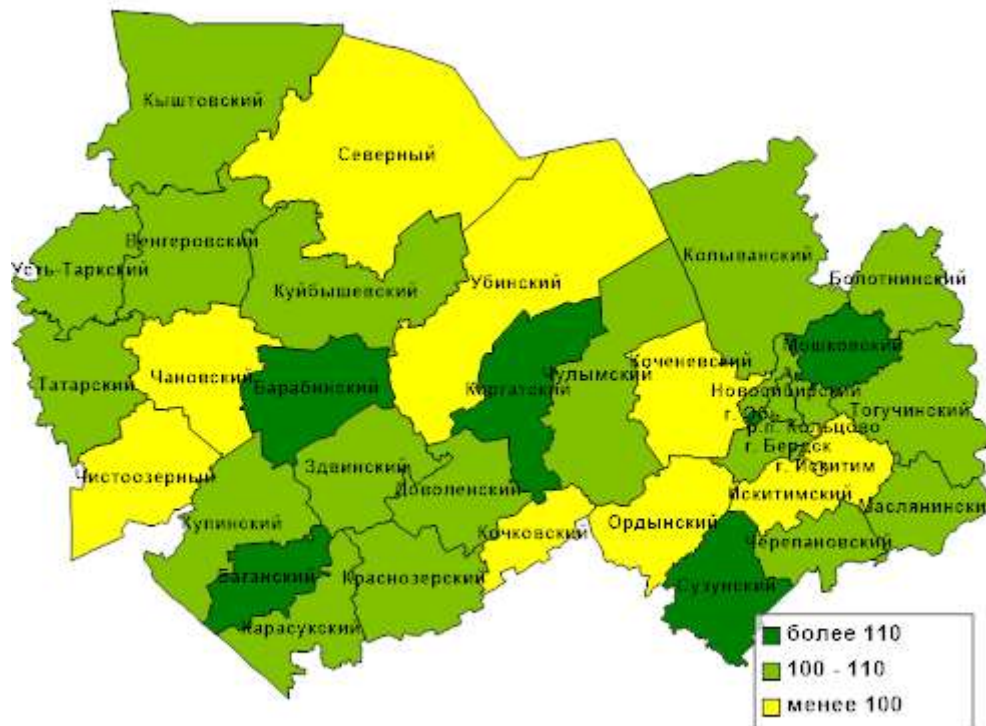 Кыштовский
Северный
Венгеровский
Усть-Таркский
Куйбышевский
Убинский
Колыванский
Болотнинский
Татарский
Чановский
Барабинский
Каргатский
Чулымский
Коченевский
Мошковский
Новосибирский
г. Обь
р.п. Кольцово
Тогучинский
г. Бердск
г. Искитим
Чистоозерный
Здвинский
Доволенский
Искитимский
Маслянински
Купинский
Кочковский
Ордынский
Черепановский
Баганский
Краснозерский
Сузунский
Карасукский
более 110
100 - 110
менее 100